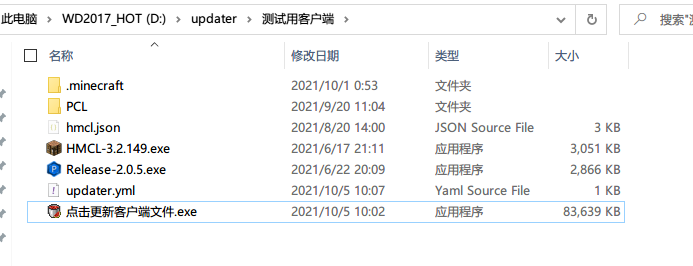 此电脑 › WD2017_HOT (D:) › updater › 测试用客户端 ›
名称 修改日期 类型 大小
.minecraft 2021/10/1 0:53 文件夹
PCL 2021/9/20 11:04 文件夹
hmcl.json 2021/8/20 14:00 JSON Source File 3 KB
HMCL-3.2.149.exe 2021/6/17 21:11 应用程序 3,051 KB
Release-2.0.5.exe 2021/6/22 20:09 应用程序 2,866 KB
updater.yml 2021/10/5 10:07 Yaml Source File 1 KB
点击更新客户端文件.exe 2021/10/5 10:02 应用程序 83,639 KB